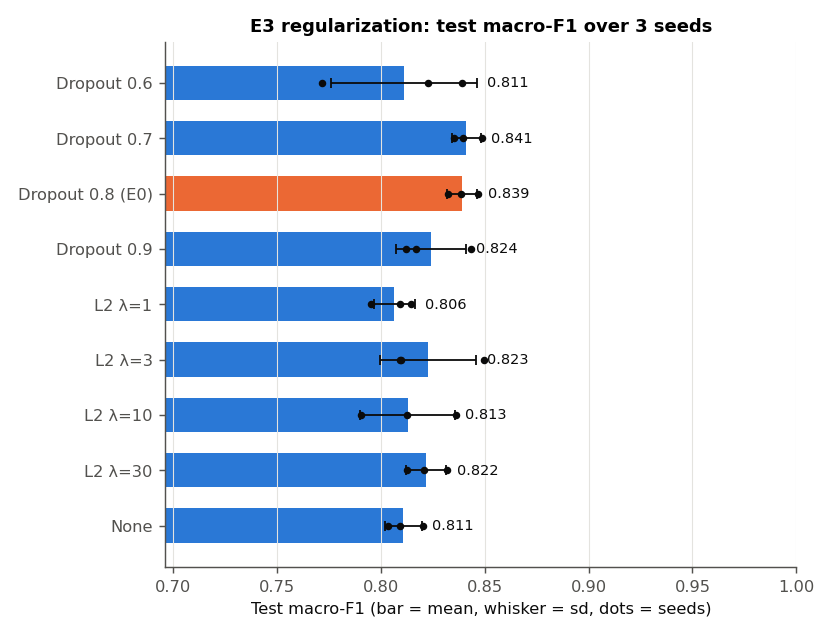 E3 regularization: test macro-F1 over 3 seeds
Dropout 0.6 0.811
Dropout 0.7 0.841
Dropout 0.8 (E0) 0.839
Dropout 0.9 0.824
L2 λ=1 0.806
L2 λ=3 0.823
L2 λ=10 0.813
L2 λ=30 0.822
None 0.811
0.70 0.75 0.80 0.85 0.90 0.95 1.00
Test macro-F1 (bar = mean, whisker = sd, dots = seeds)